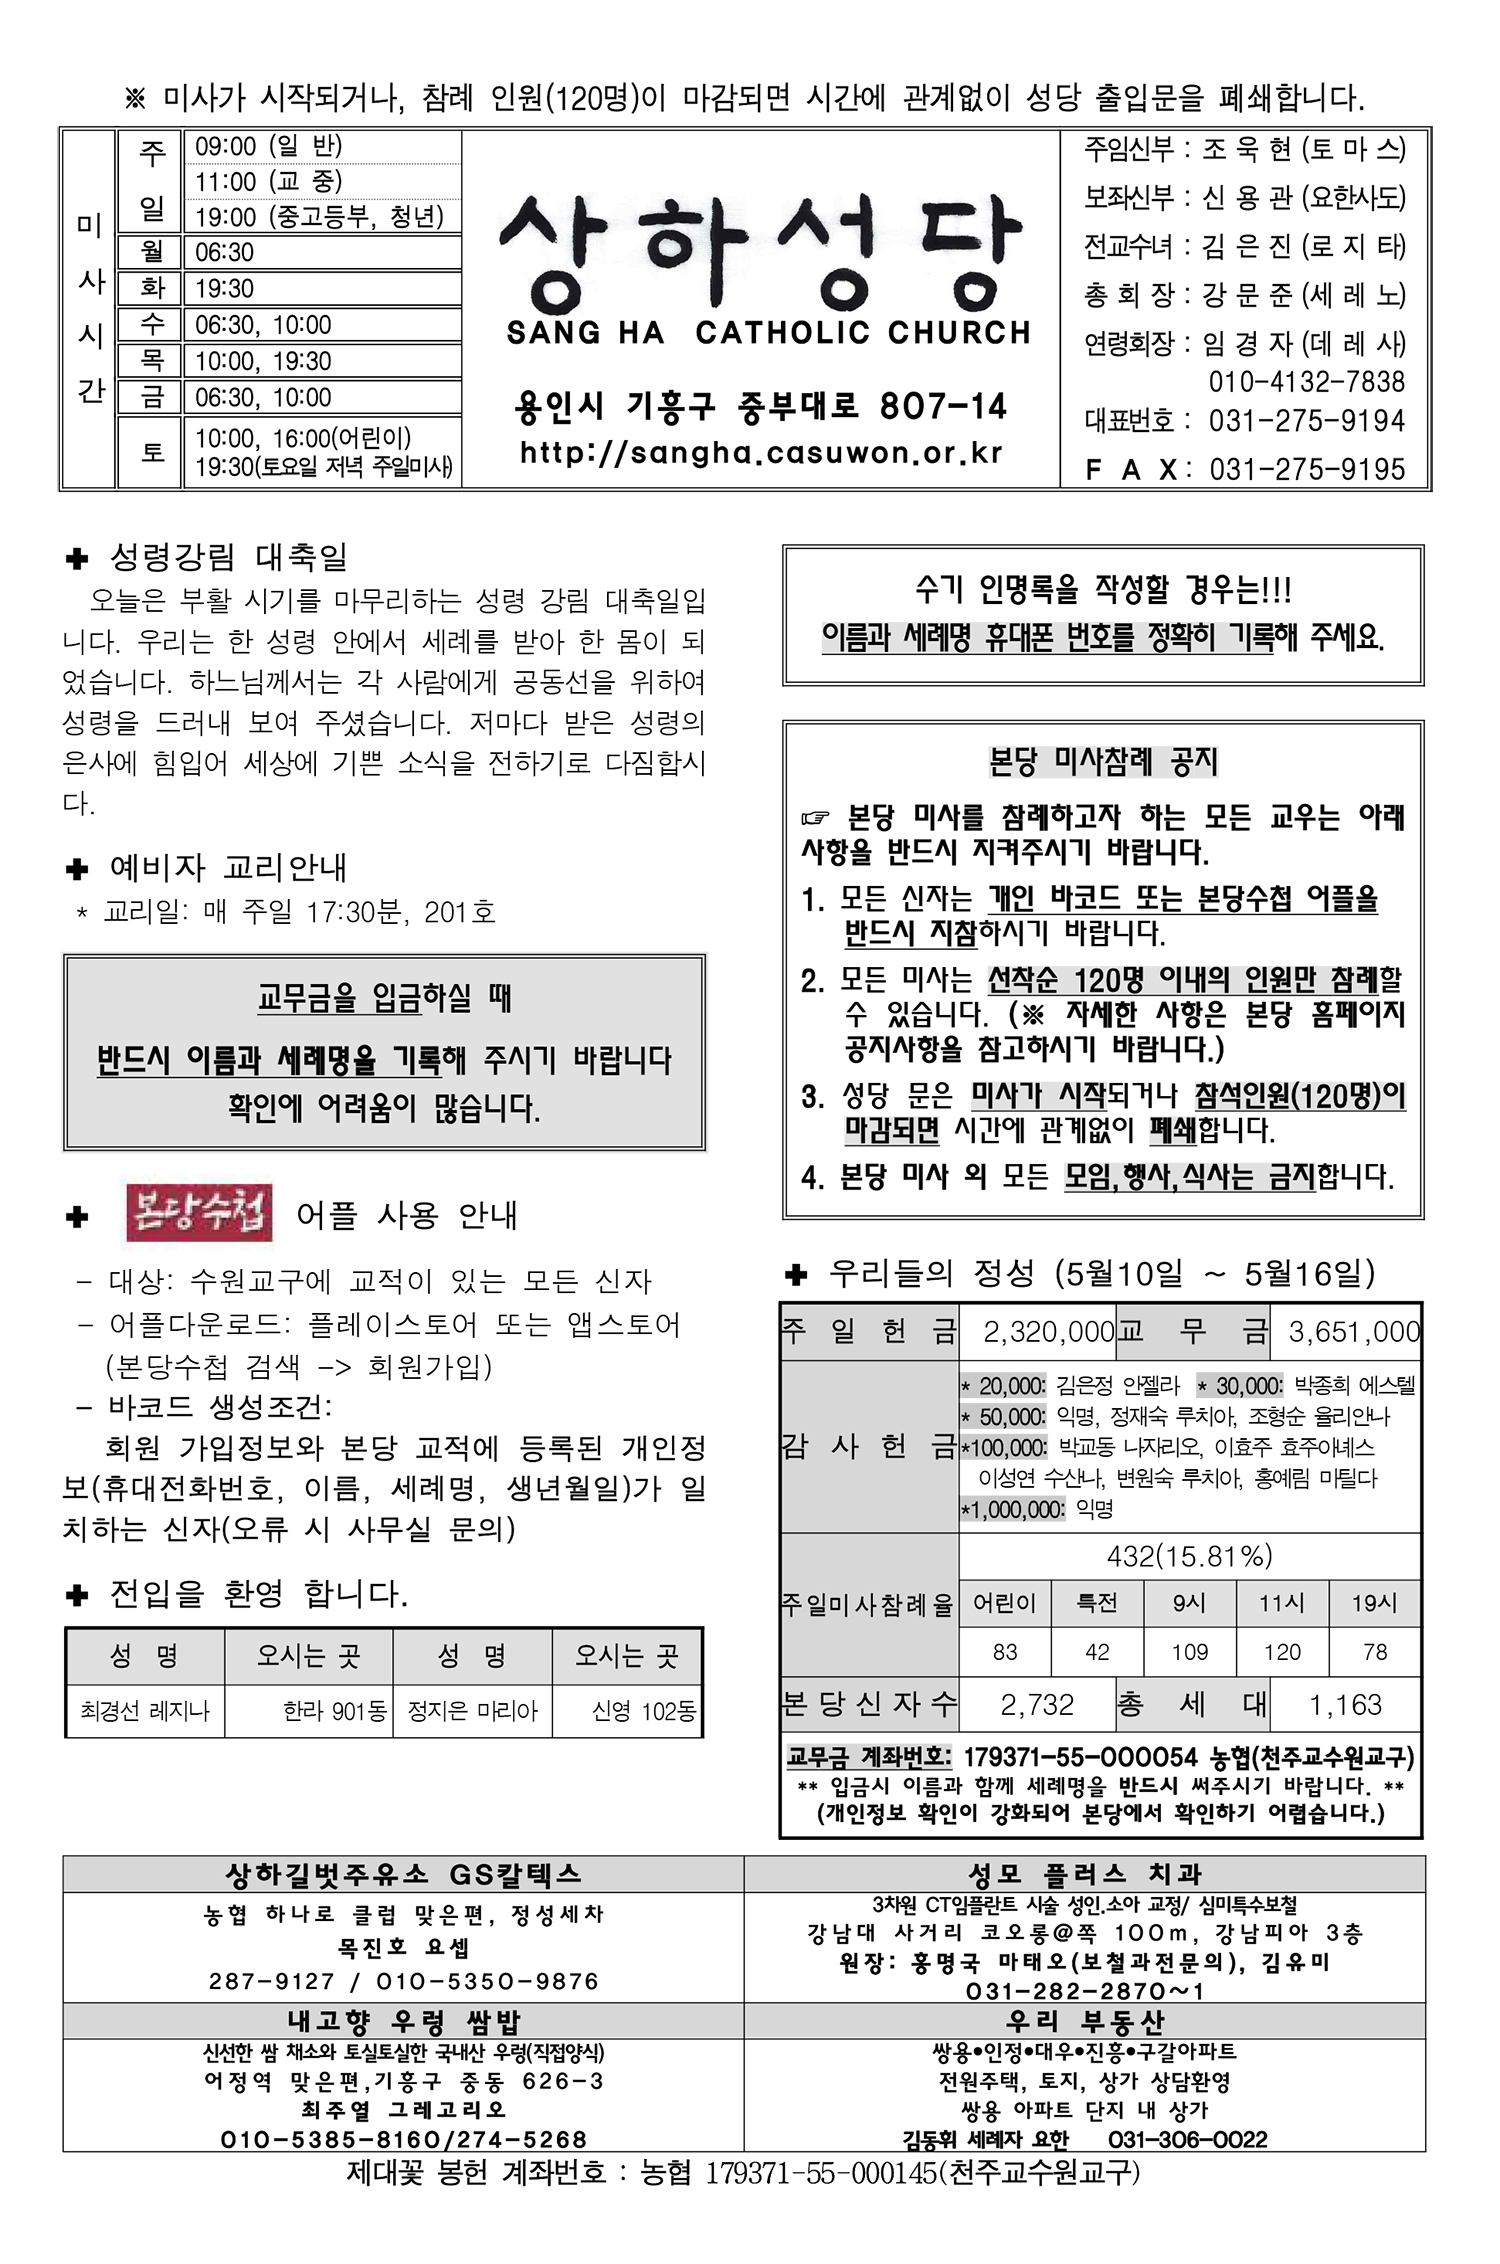 ※ 미사가 시작되거나, 참례 인원(120명)이 마감되면 시간에 관계없이 성당 출입문을 폐쇄합니다.
미사시간
주일
09:00 (일 반)
11:00 (교 중)
19:00 (중고등부, 청년)
월 06:30
화 19:30
수 06:30, 10:00
목 10:00, 19:30
금 06:30, 10:00
토 10:00, 16:00(어린이)
19:30(토요일 저녁 주일미사)
상하성당
SANG HA CATHOLIC CHURCH
용인시 기흥구 중부대로 807-14
http://sangha.casuwon.or.kr
주임신부 : 조 욱 현 (토 마 스)
보좌신부 : 신 용 관 (요한사도)
전교수녀 : 김 은 진 (로 지 타)
총 회 장 : 강 문 준 (세 레 노)
연령회장 : 임 경 자 (데 레 사)
010-4132-7838
대표번호 : 031-275-9194
F A X : 031-275-9195
✚ 성령강림 대축일
오늘은 부활 시기를 마무리하는 성령 강림 대축일입
니다. 우리는 한 성령 안에서 세례를 받아 한 몸이 되
었습니다. 하느님께서는 각 사람에게 공동선을 위하여
성령을 드러내 보여 주셨습니다. 저마다 받은 성령의
은사에 힘입어 세상에 기쁜 소식을 전하기로 다짐합시
다.
✚ 예비자 교리안내
* 교리일: 매 주일 17:30분, 201호
교무금을 입금하실 때
반드시 이름과 세례명을 기록해 주시기 바랍니다
확인에 어려움이 많습니다.
✚ 본당수첩 어플 사용 안내
- 대상: 수원교구에 교적이 있는 모든 신자
- 어플다운로드: 플레이스토어 또는 앱스토어
(본당수첩 검색 -> 회원가입)
- 바코드 생성조건:
회원 가입정보와 본당 교적에 등록된 개인정
보(휴대전화번호, 이름, 세례명, 생년월일)가 일
치하는 신자(오류 시 사무실 문의)
✚ 전입을 환영 합니다.
성 명 오시는 곳 성 명 오시는 곳
최경선 레지나 한라 901동 정지은 마리아 신영 102동
수기 인명록을 작성할 경우는!!!
이름과 세례명 휴대폰 번호를 정확히 기록해 주세요.
본당 미사참례 공지
☞ 본당 미사를 참례하고자 하는 모든 교우는 아래
사항을 반드시 지켜주시기 바랍니다.
1. 모든 신자는 개인 바코드 또는 본당수첩 어플을
반드시 지참하시기 바랍니다.
2. 모든 미사는 선착순 120명 이내의 인원만 참례할
수 있습니다. (※ 자세한 사항은 본당 홈페이지
공지사항을 참고하시기 바랍니다.)
3. 성당 문은 미사가 시작되거나 참석인원(120명)이
마감되면 시간에 관계없이 폐쇄합니다.
4. 본당 미사 외 모든 모임,행사,식사는 금지합니다.
✚ 우리들의 정성 (5월10일 ~ 5월16일)
주 일 헌 금 2,320,000 교 무 금 3,651,000
감 사 헌 금
* 20,000: 김은정 안젤라 * 30,000: 박종희 에스텔
* 50,000: 익명, 정재숙 루치아, 조형순 율리안나
*100,000: 박교동 나자리오, 이효주 효주아녜스
이성연 수산나, 변원숙 루치아, 홍예림 마틸다
*1,000,000: 익명
주일미사참례율
432(15.81%)
어린이 특전 9시 11시 19시
83 42 109 120 78
본당신자수 2,732 총 세 대 1,163
교무금 계좌번호: 179371-55-000054 농협(천주교수원교구)
** 입금시 이름과 함께 세례명을 반드시 써주시기 바랍니다. **
(개인정보 확인이 강화되어 본당에서 확인하기 어렵습니다.)
상하길벗주유소 GS칼텍스
농협 하나로 클럽 맞은편, 정성세차
목진호 요셉
287-9127 / 010-5350-9876
성모 플러스 치과
3차원 CT임플란트 시술 성인.소아 교정/ 심미특수보철
강남대 사거리 코오롱@쪽 100m, 강남피아 3층
원장: 홍명국 마태오(보철과전문의), 김유미
031-282-2870~1
내고향 우렁 쌈밥
신선한 쌈 채소와 토실토실한 국내산 우렁(직접양식)
어정역 맞은편,기흥구 중동 626-3
최주열 그레고리오
010-5385-8160/274-5268
우리 부동산
쌍용•인정•대우•진흥•구갈아파트
전원주택, 토지, 상가 상담환영
쌍용 아파트 단지 내 상가
김동휘 세례자 요한 031-306-0022
제대꽃 봉헌 계좌번호 : 농협 179371-55-000145(천주교수원교구)